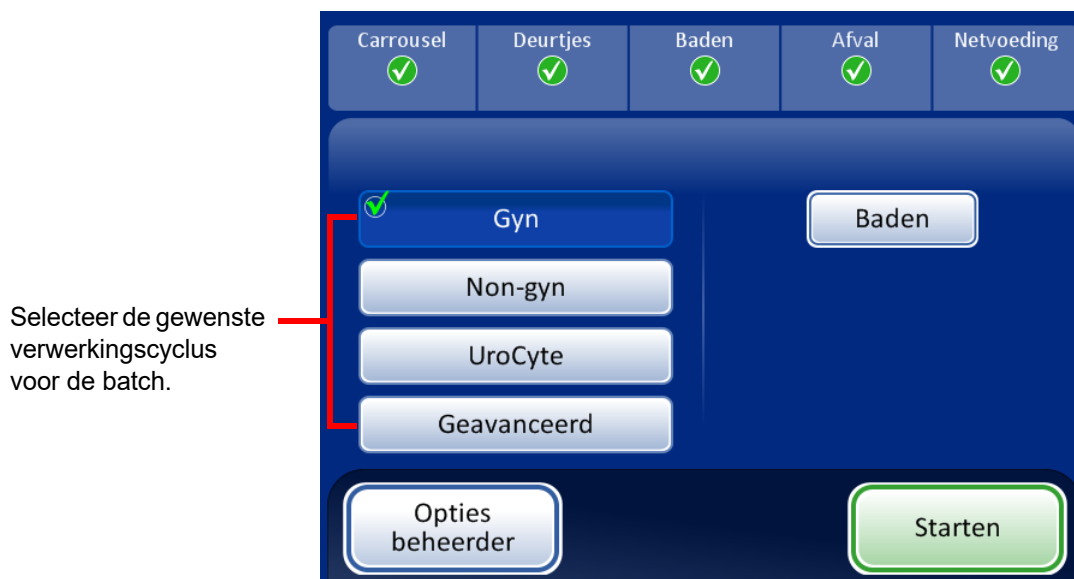 Carrousel
Deurtjes
Baden
Afval
Netvoeding
Gyn
Baden
Non-gyn
UroCyte
Geavanceerd
Selecteer de gewenste
verwerkingscyclus
voor de batch.
Opties
beheerder
Starten